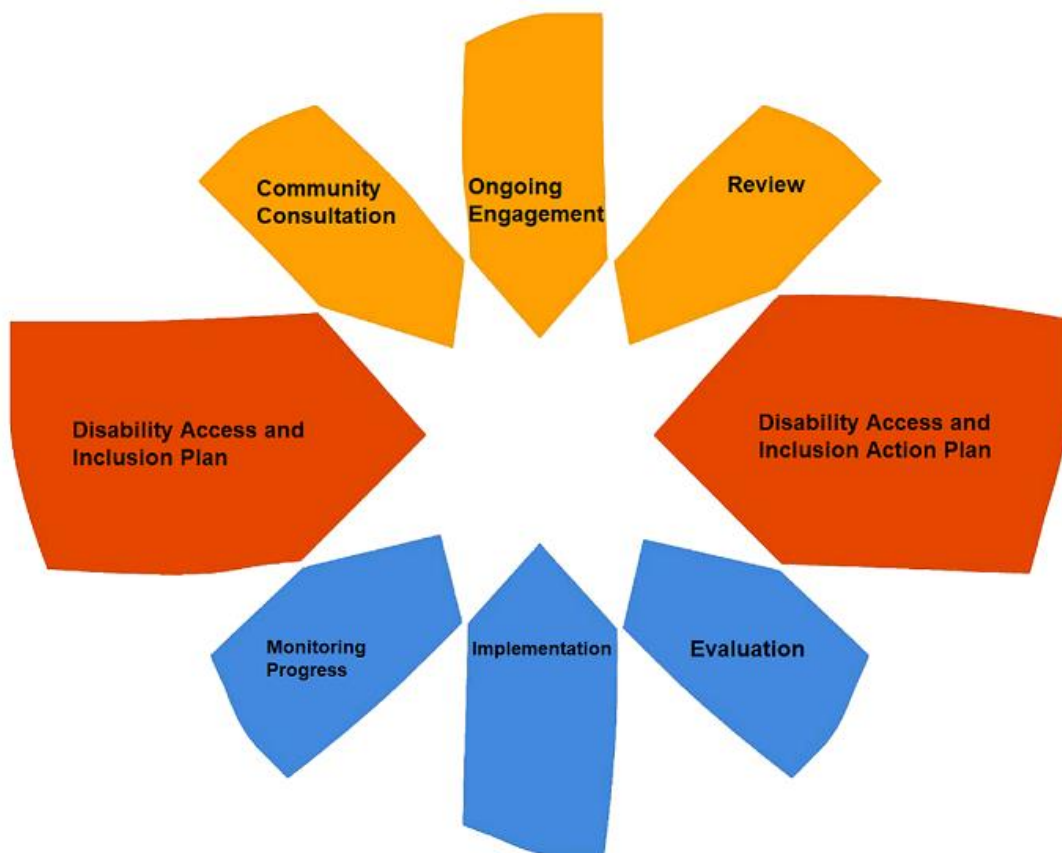 Community
Consultation
Ongoing
Engagement
Review
Disability Access and
Inclusion Plan
Disability Access and
Inclusion Action Plan
Monitoring
Progress
Implementation
Evaluation